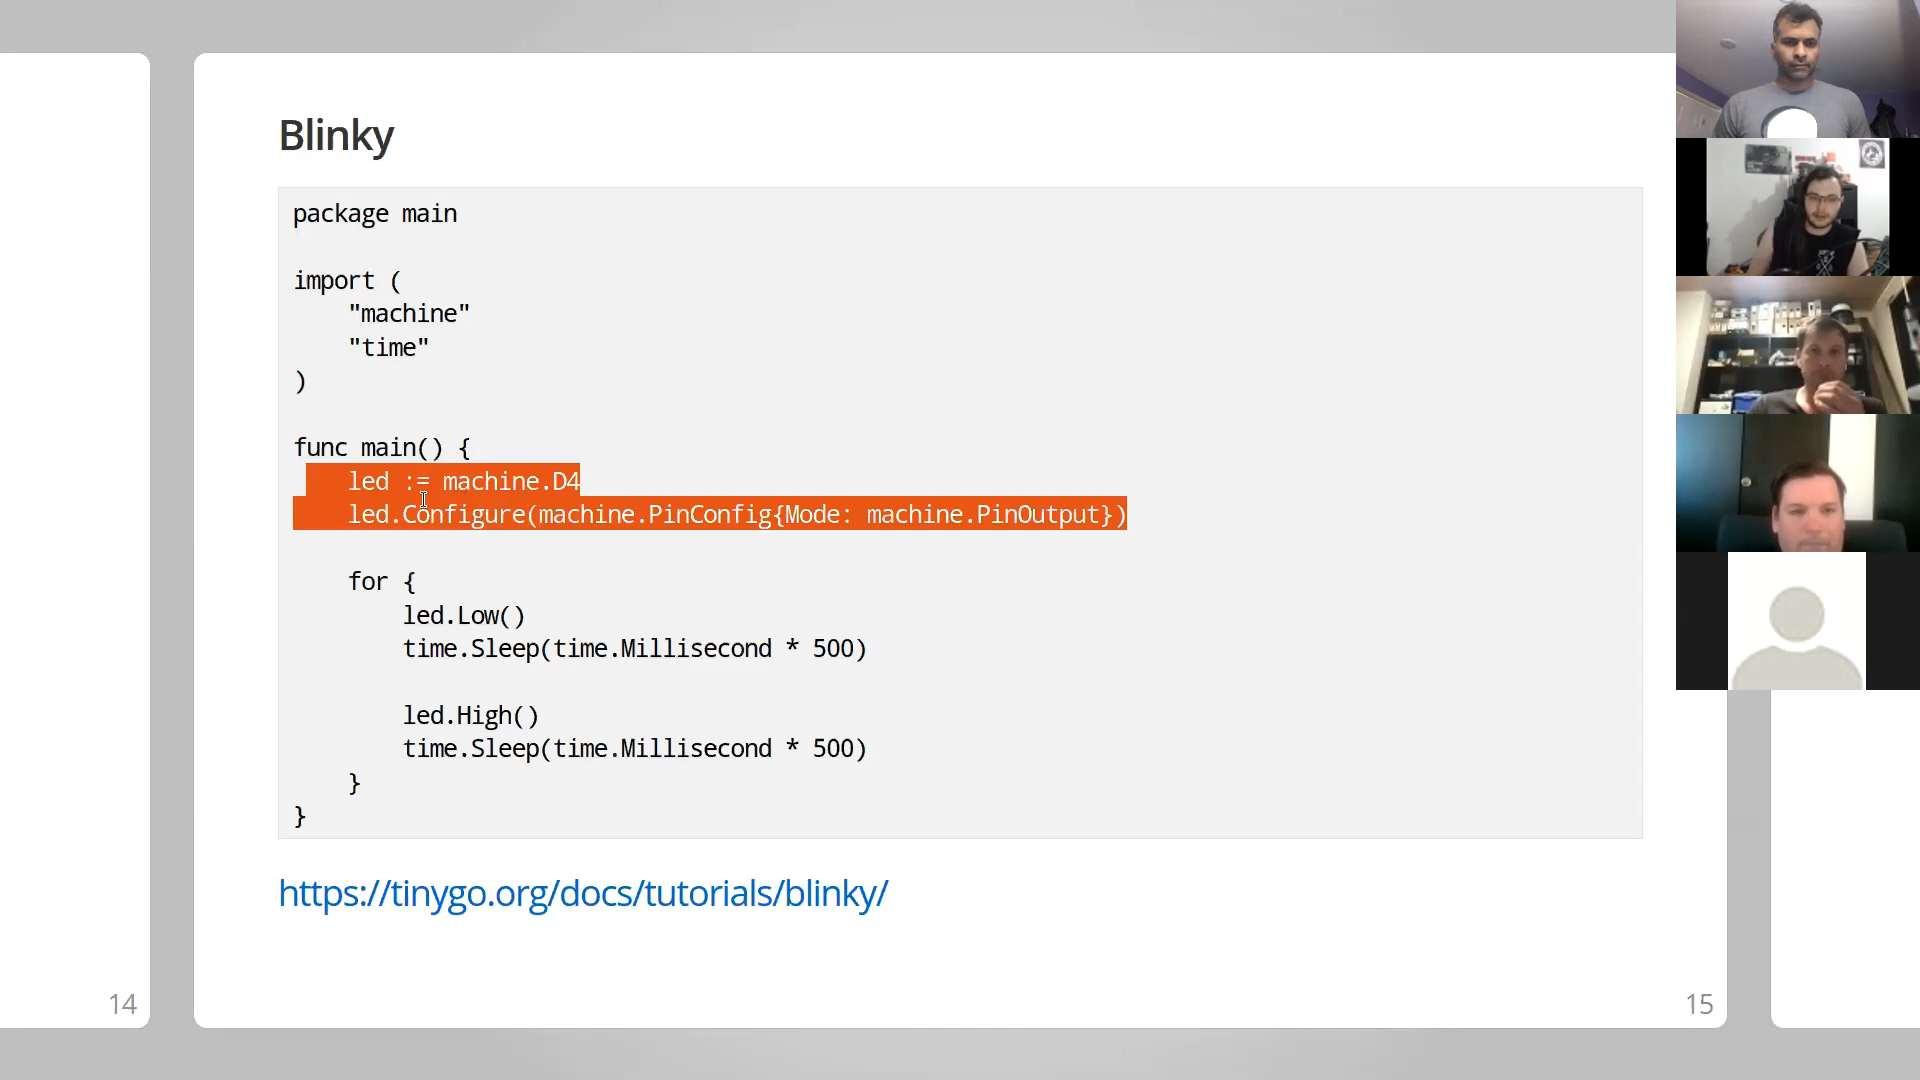 Blinky
package main
import (
"machine"
"time"
)
func main() {
led := machine.D4
led.Configure(machine.PinConfig{Mode: machine.PinOutput})
for {
led.Low()
time.Sleep(time.Millisecond * 500)
led.High()
time.Sleep(time.Millisecond * 500)
}
}
https://tinygo.org/docs/tutorials/blinky/
14
15